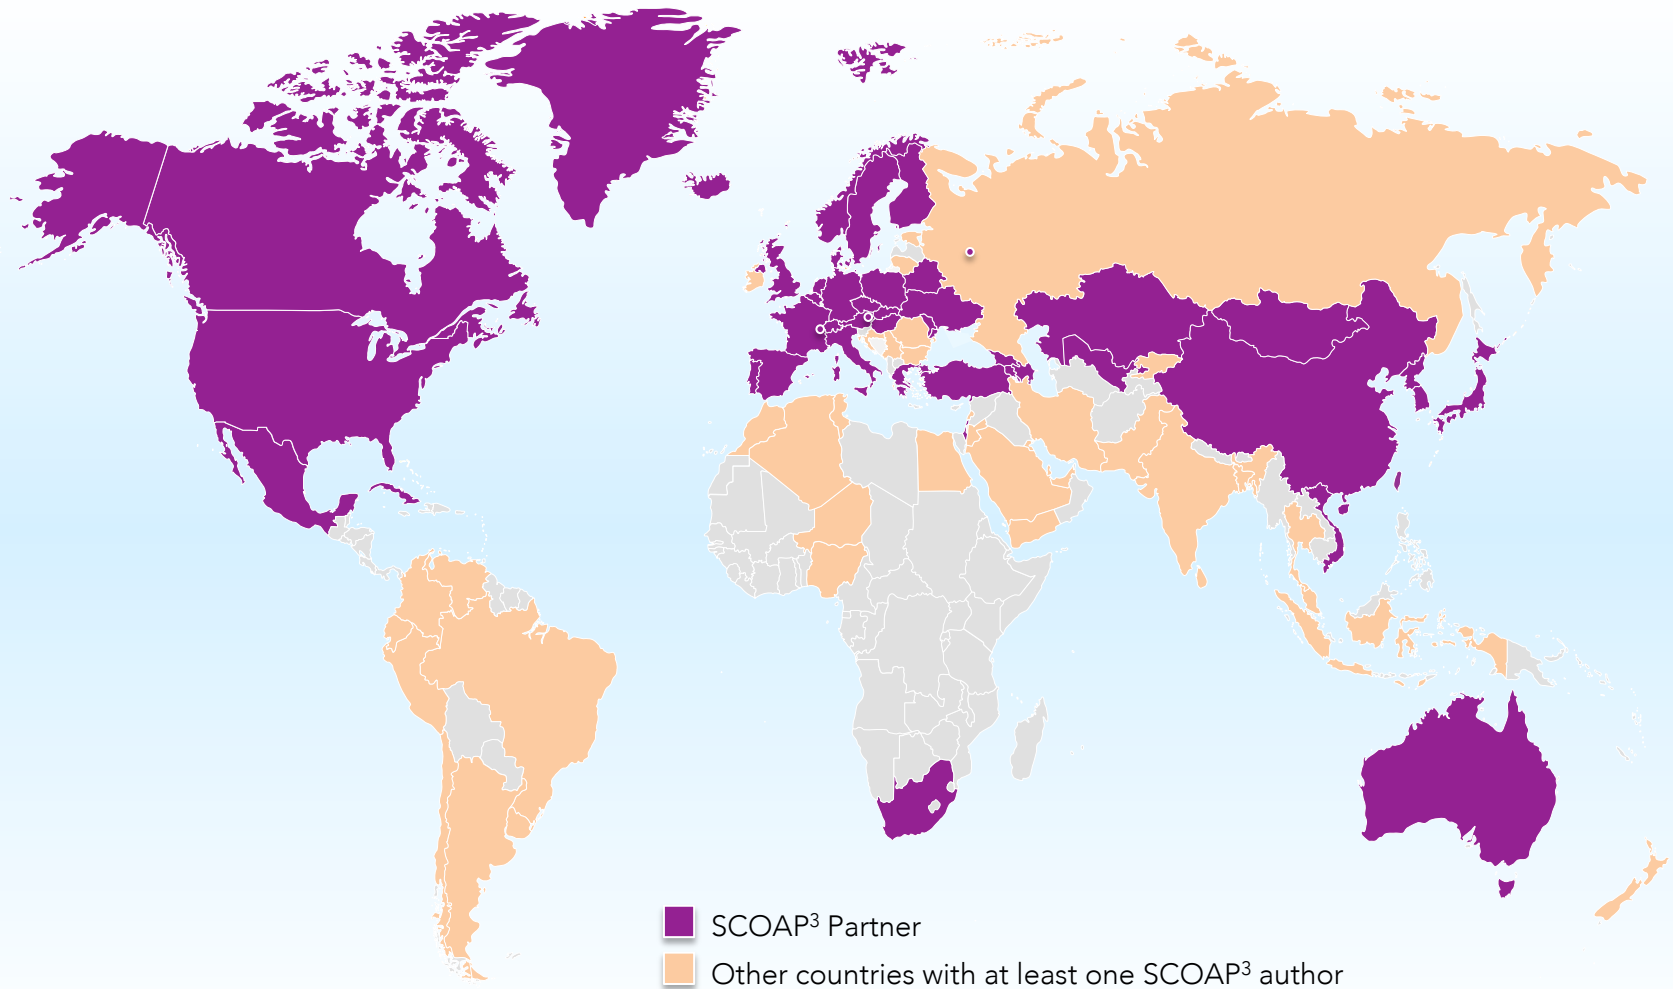 SCOAP³ Partner
Other countries with at least one SCOAP³ author